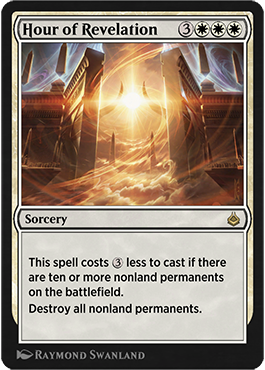 Hour of Revelation 3
Sorcery
This spell costs 3 less to cast if there
are ten or more nonland permanents
on the battlefield.
Destroy all nonland permanents.
RAYMOND SWANLAND